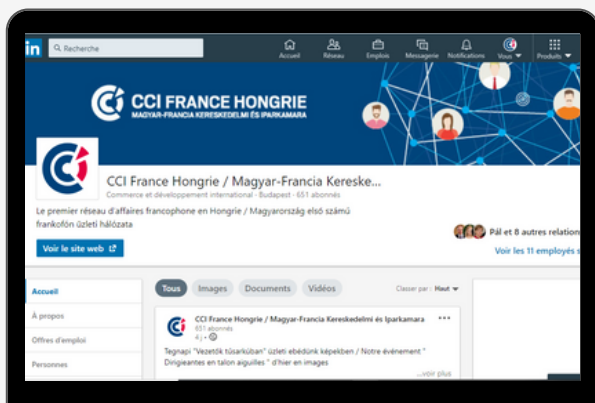 in
Recherche
Accueil
Réseau
Emplois
Messagerie
Notifications
Vous
Produits
CCI FRANCE HONGRIE
MAGYAR-FRANCIA KERESKEDELMI ÉS IPARKAMARA
CCI France Hongrie / Magyar-Francia Kereske...
Commerce et développement international - Budapest - 651 abonnés
Le premier réseau d'affaires francophone en Hongrie / Magyarország első számú
frankofón üzleti hálózata
Pál et 8 autres relation
Voir le site web
Voir les 11 employés s
Accueil
À propos
Offres d'emploi
Personnes
Tous
Images
Documents
Vidéos
Classer par : Haut
CCI France Hongrie / Magyar-Francia Kereskedelmi és Iparkamara
651 abonnés
4 j •
Tegnapi "Vezetők tűsarkúban" üzleti ebédünk képekben / Notre événement "
Dirigeantes en talon aiguilles " d'hier en images
...voir plus